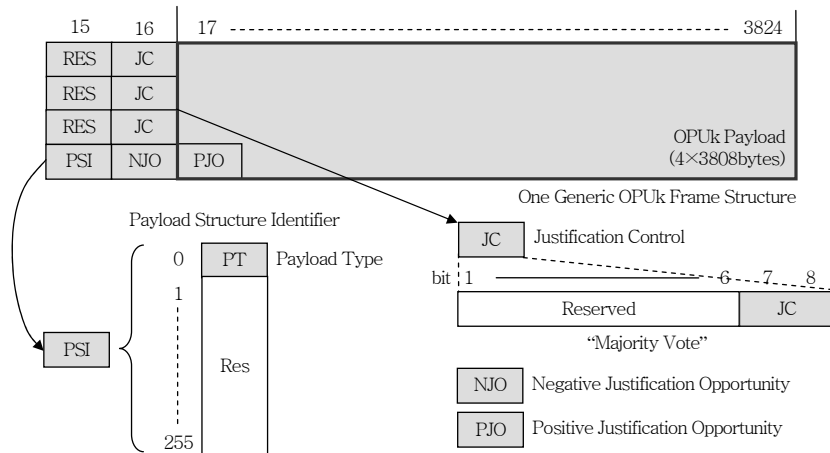 15 16 17 3824
RES JC
RES JC
RES JC
OPUk Payload
PSI NJO PJO (4×3808bytes)
One Generic OPUk Frame Structure
Payload Structure Identifier
JC Justification Control
0 PT Payload Type
bit 1 6 7 8
1
Reserved JC
"Majority Vote"
PSI
Res
NJO Negative Justification Opportunity
PJO Positive Justification Opportunity
255